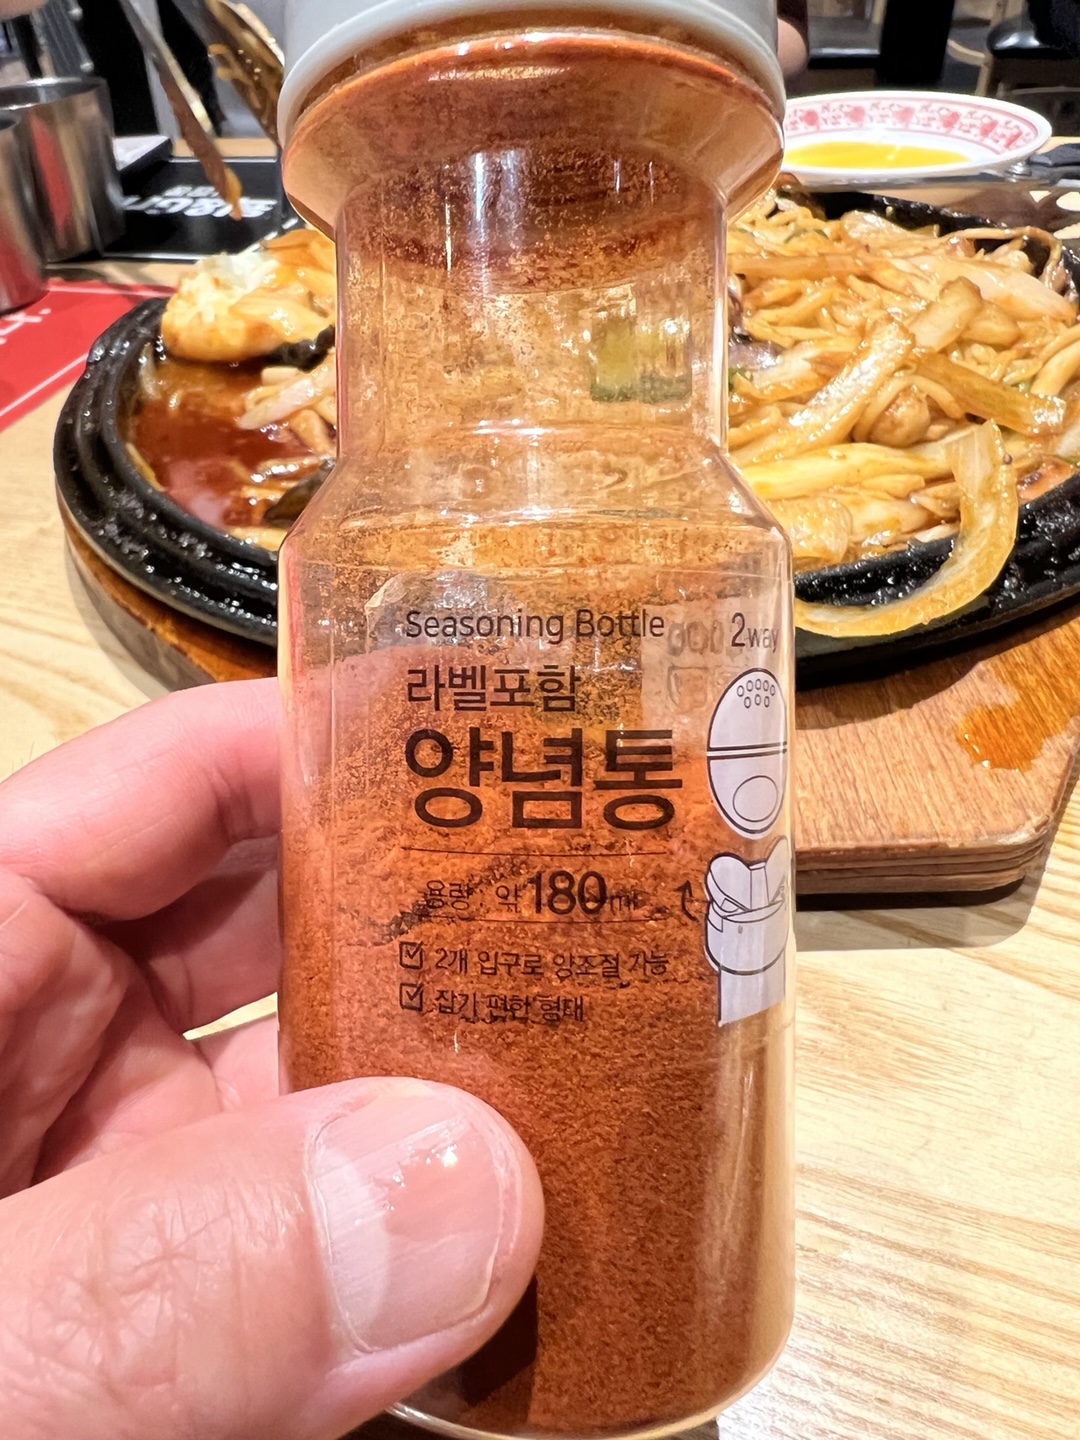 Seasoning Bottle
2way
라벨포함
양념통
용량 : 약 180ml
2개 입구로 양조절 가능
잡기 편한 형태